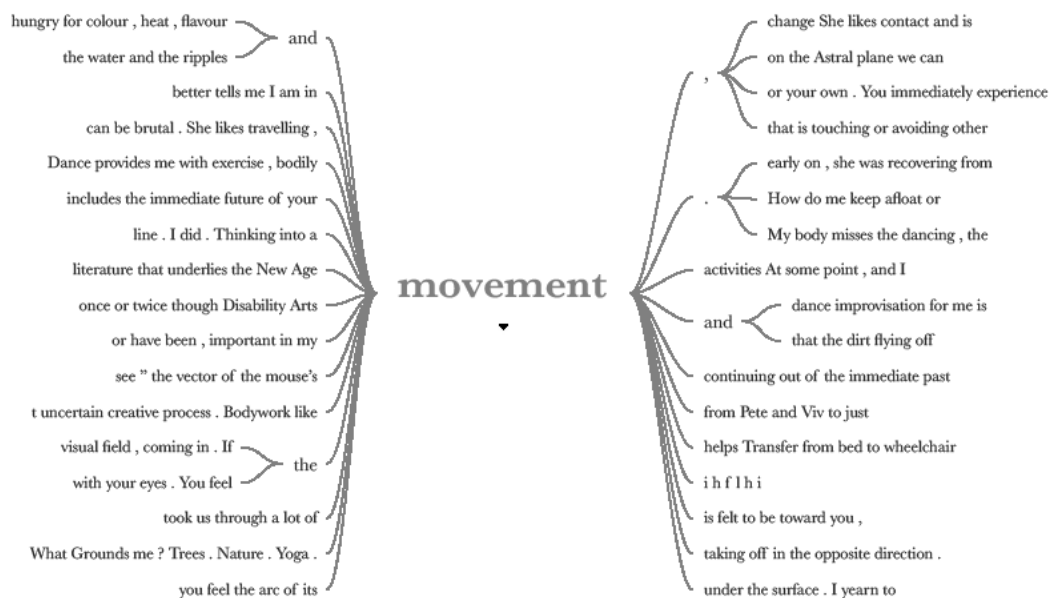 hungry for colour , heat , flavour
the water and the ripples
and
better tells me I am in
can be brutal . She likes travelling ,
Dance provides me with exercise , bodily
includes the immediate future of your
line . I did . Thinking into a
literature that underlies the New Age
once or twice though Disability Arts
or have been , important in my
see ” the vector of the mouse’s
t uncertain creative process . Bodywork like
visual field , coming in . If
with your eyes . You feel
the
took us through a lot of
What Grounds me ? Trees . Nature . Yoga .
you feel the arc of its
movement
,
change She likes contact and is
on the Astral plane we can
or your own . You immediately experience
that is touching or avoiding other
.
early on , she was recovering from
How do me keep afloat or
My body misses the dancing , the
activities At some point , and I
and
dance improvisation for me is
that the dirt flying off
continuing out of the immediate past
from Pete and Viv to just
helps Transfer from bed to wheelchair
i h f l h i
is felt to be toward you ,
taking off in the opposite direction .
under the surface . I yearn to